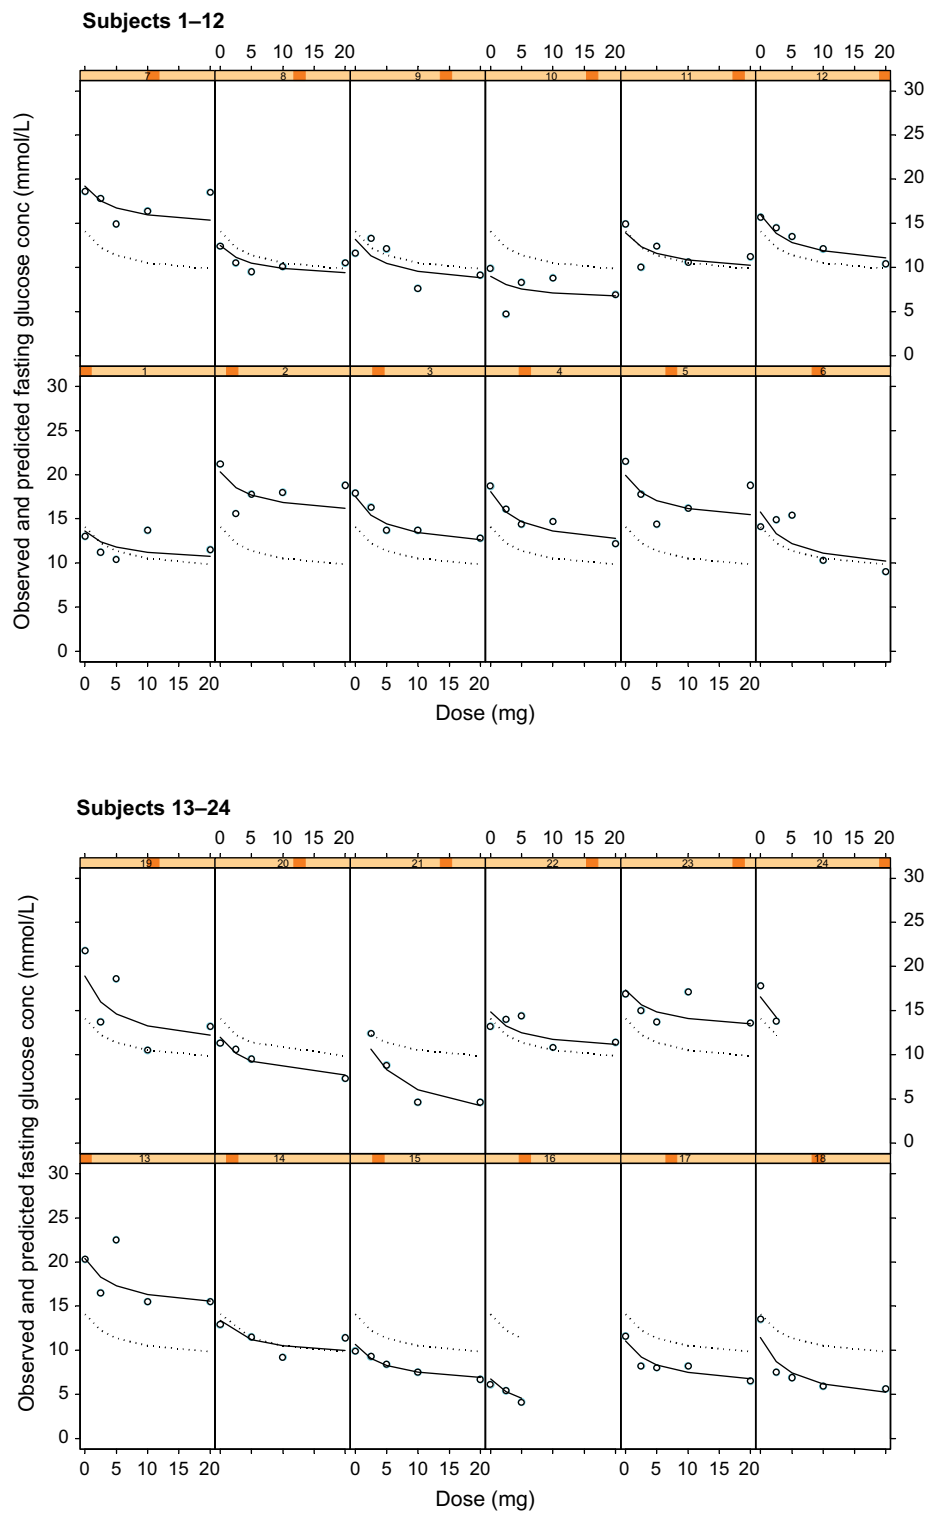 Subjects 1–12
0 5 10 15 20 0 5 10 15 20 0 5 10 15 20
7 8 9 10 11 12
30
25
20
15
10
5
0
Observed and predicted fasting glucose conc (mmol/L)
1 2 3 4 5 6
30
25
20
15
10
5
0
0 5 10 15 20 0 5 10 15 20 0 5 10 15 20
Dose (mg)
Subjects 13–24
0 5 10 15 20 0 5 10 15 20 0 5 10 15 20
19 20 21 22 23 24
30
25
20
15
10
5
0
Observed and predicted fasting glucose conc (mmol/L)
13 14 15 16 17 18
30
25
20
15
10
5
0
0 5 10 15 20 0 5 10 15 20 0 5 10 15 20
Dose (mg)